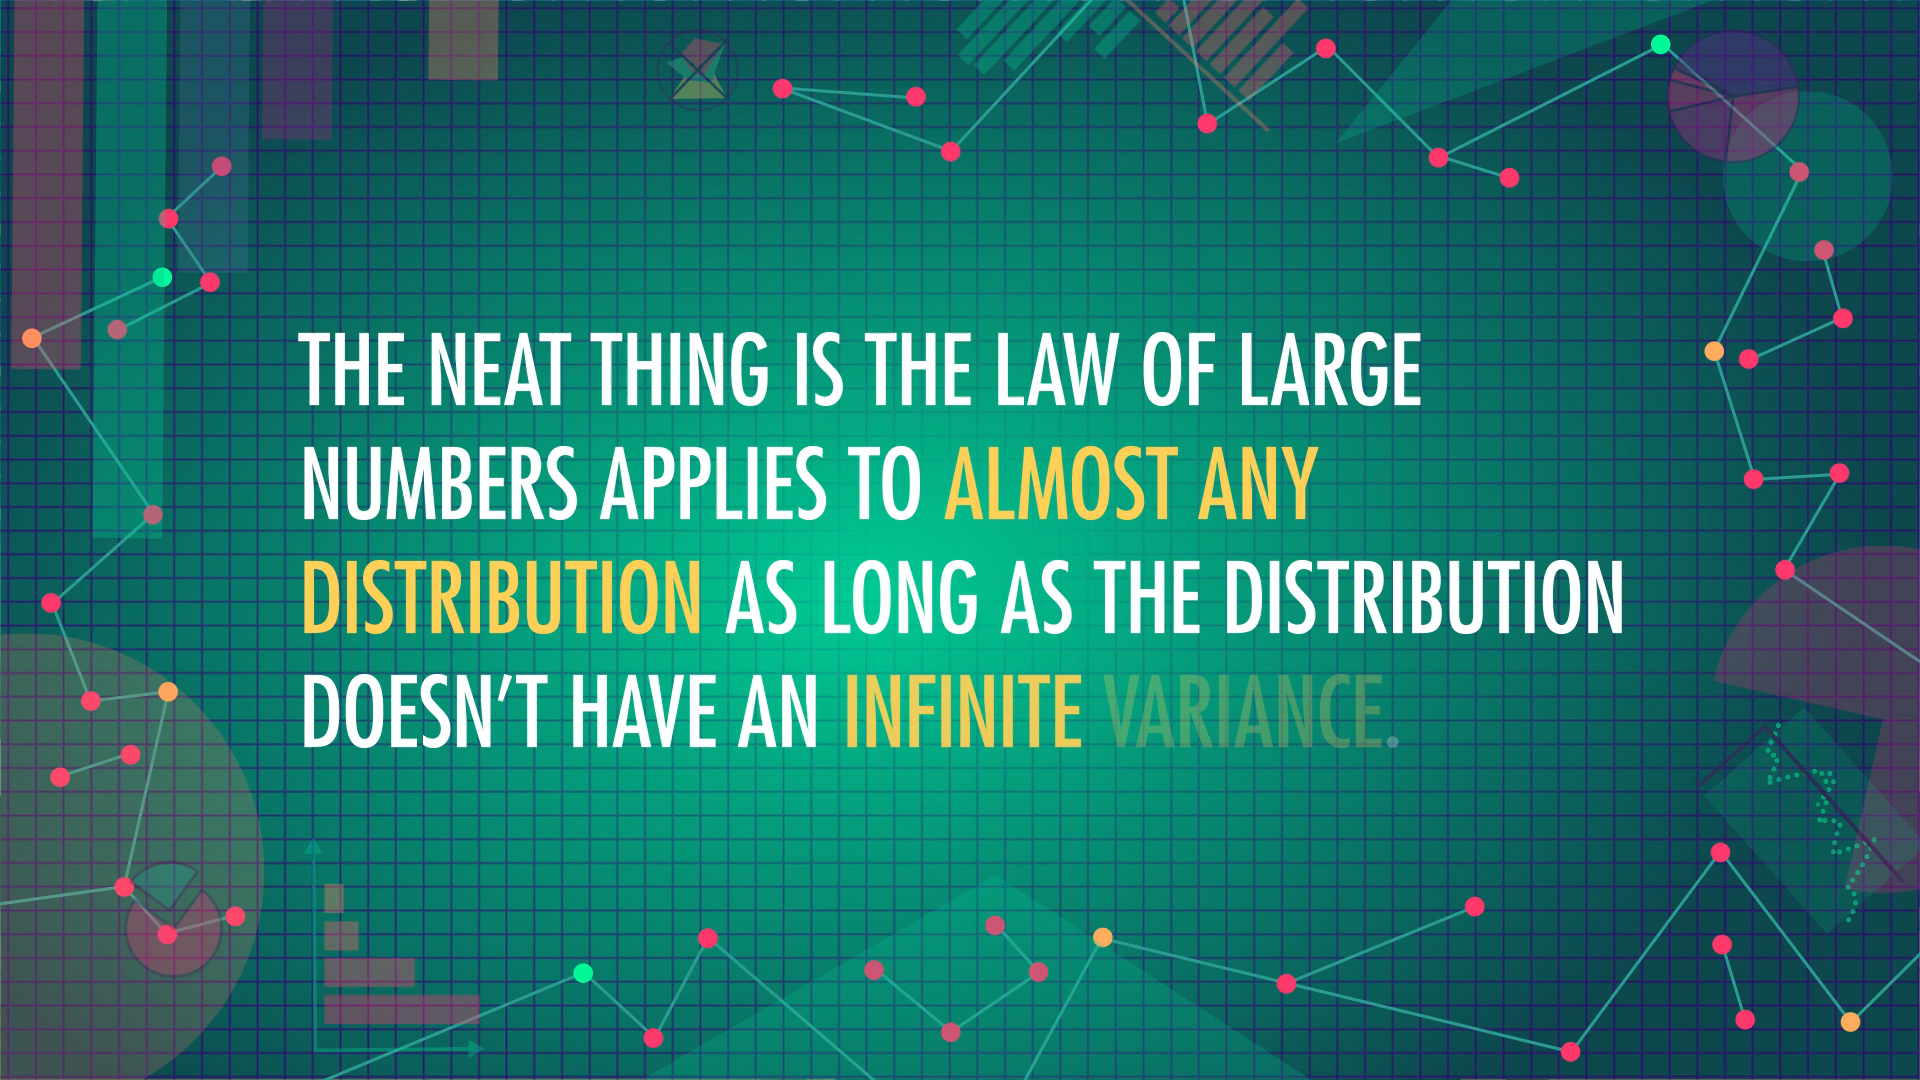 THE NEAT THING IS THE LAW OF LARGE
NUMBERS APPLIES TO ALMOST ANY
DISTRIBUTION AS LONG AS THE DISTRIBUTION
DOESN’T HAVE AN INFINITE VARIANCE.